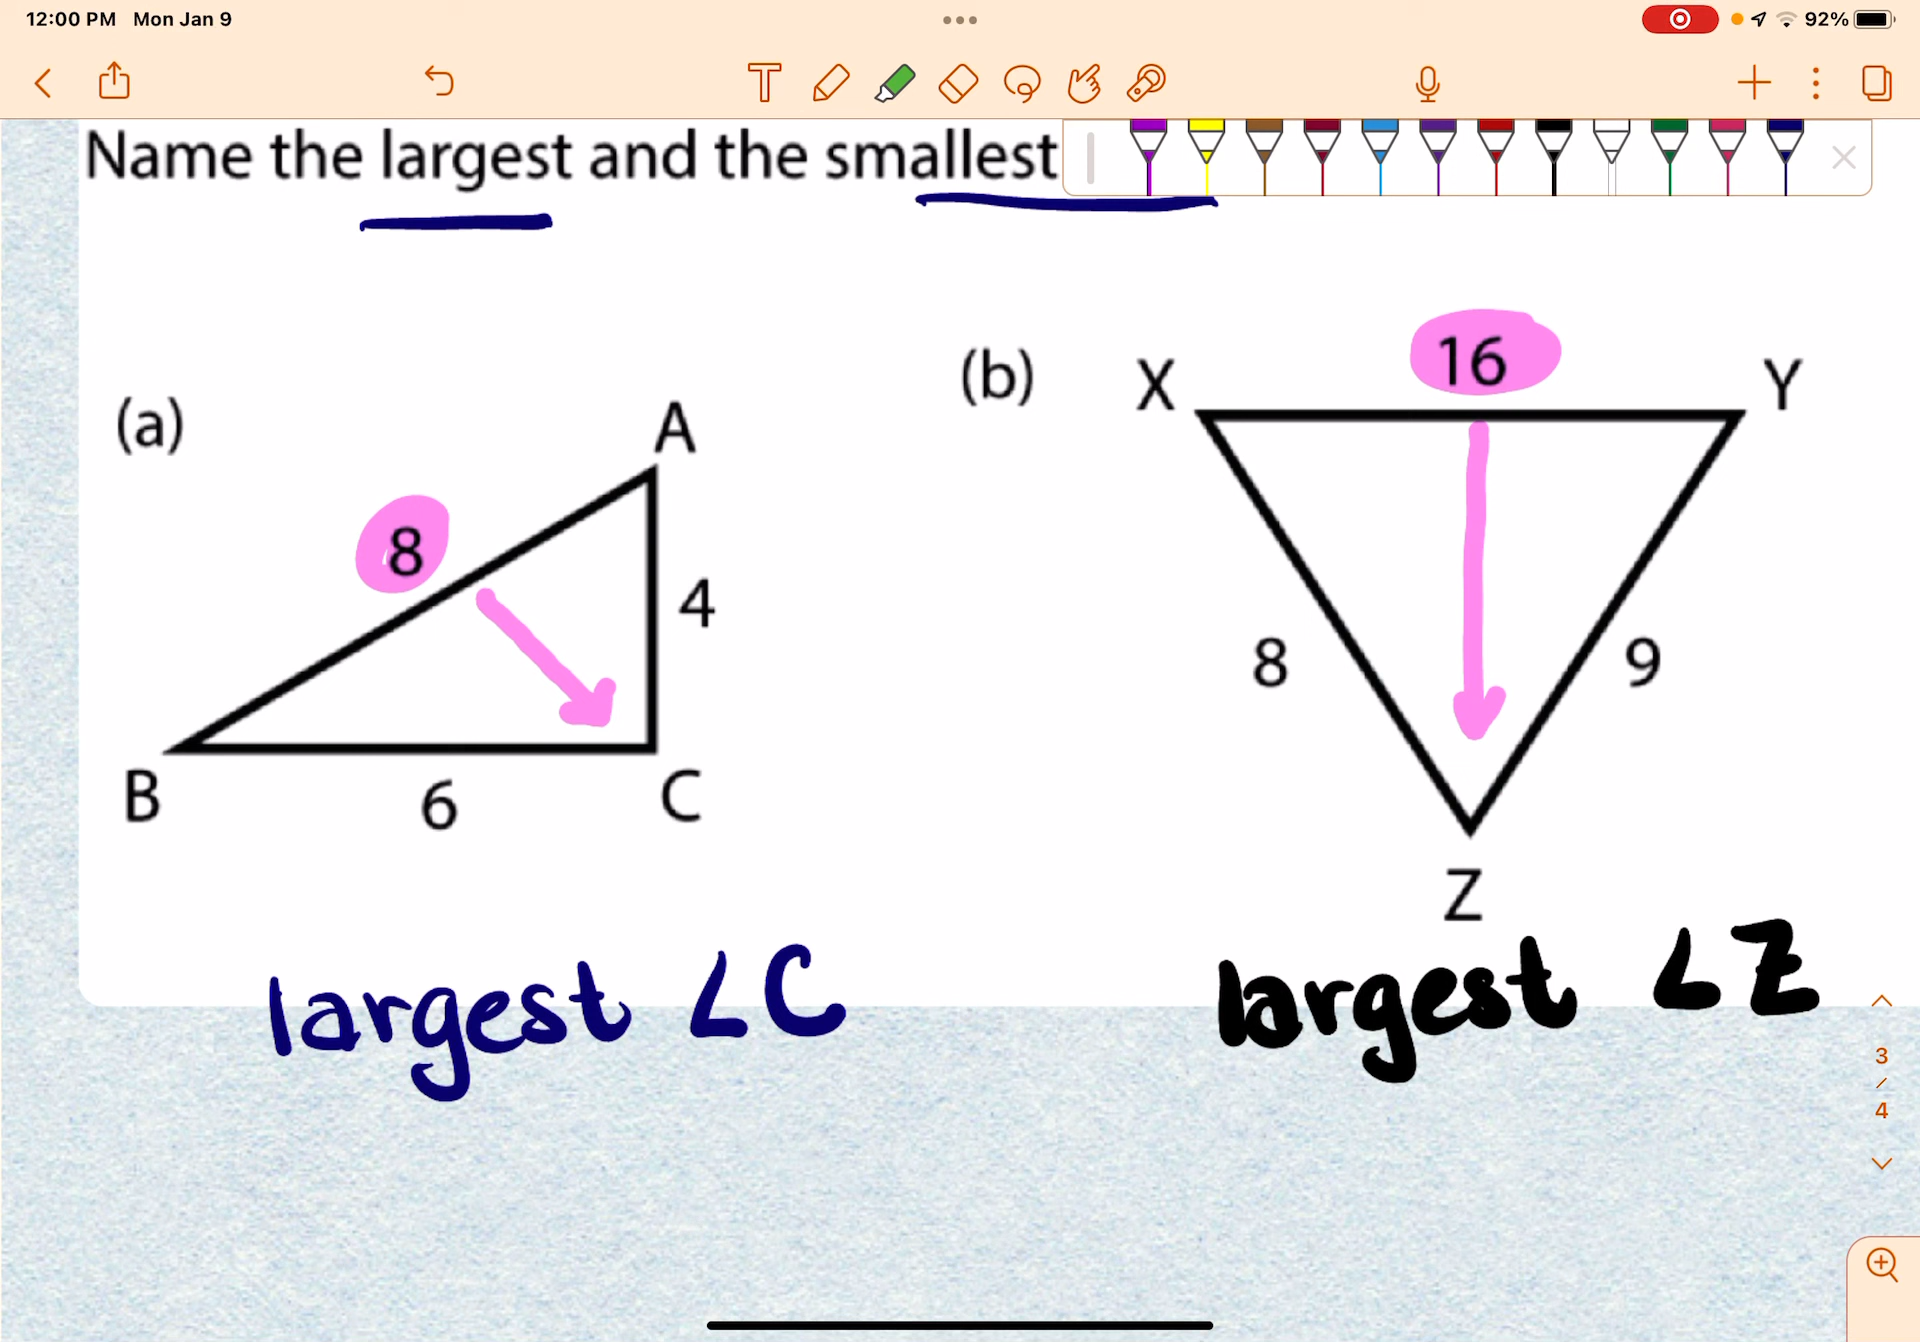 12:00 PM Mon Jan 9
92%
Name the largest and the smallest
(a)
A
8
4
B
6
C
(b)
X
16
Y
8
9
Z
largest ∠C
largest ∠Z
3
/
4